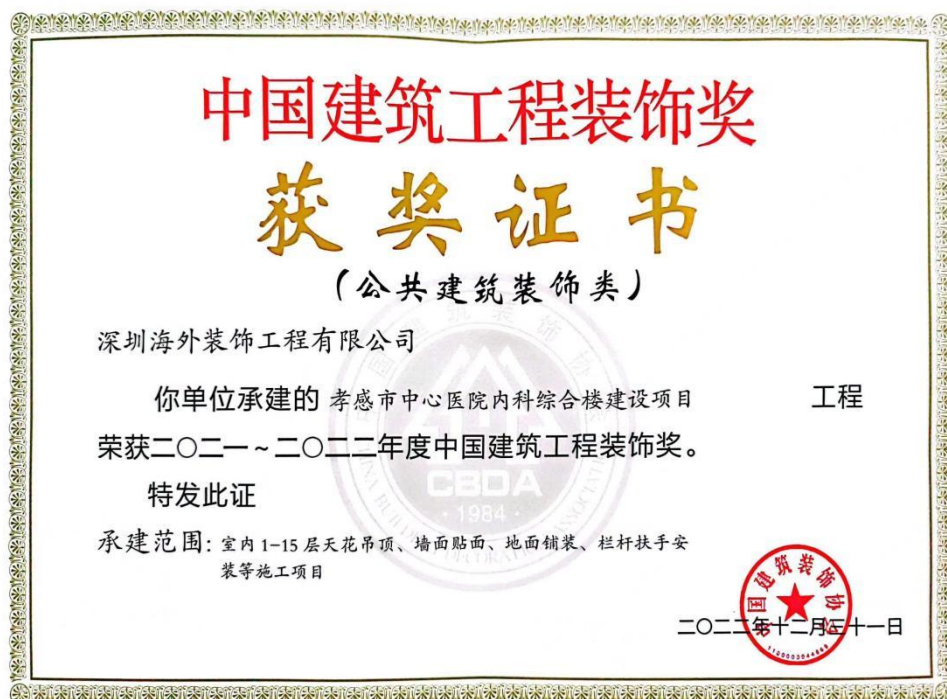 中国建筑工程装饰奖
获奖证书
(公共建筑装饰类)
深圳海外装饰工程有限公司
你单位承建的 孝感市中心医院内科综合楼建设项目 工程
荣获二〇二一~二〇二二年度中国建筑工程装饰奖。
特发此证
承建范围: 室内 1-15 层天花吊顶、墙面贴面、地面铺装、栏杆扶手安
装等施工项目
CBDA
·1984·
中国建筑装饰协会
二〇二二年十二月三十一日